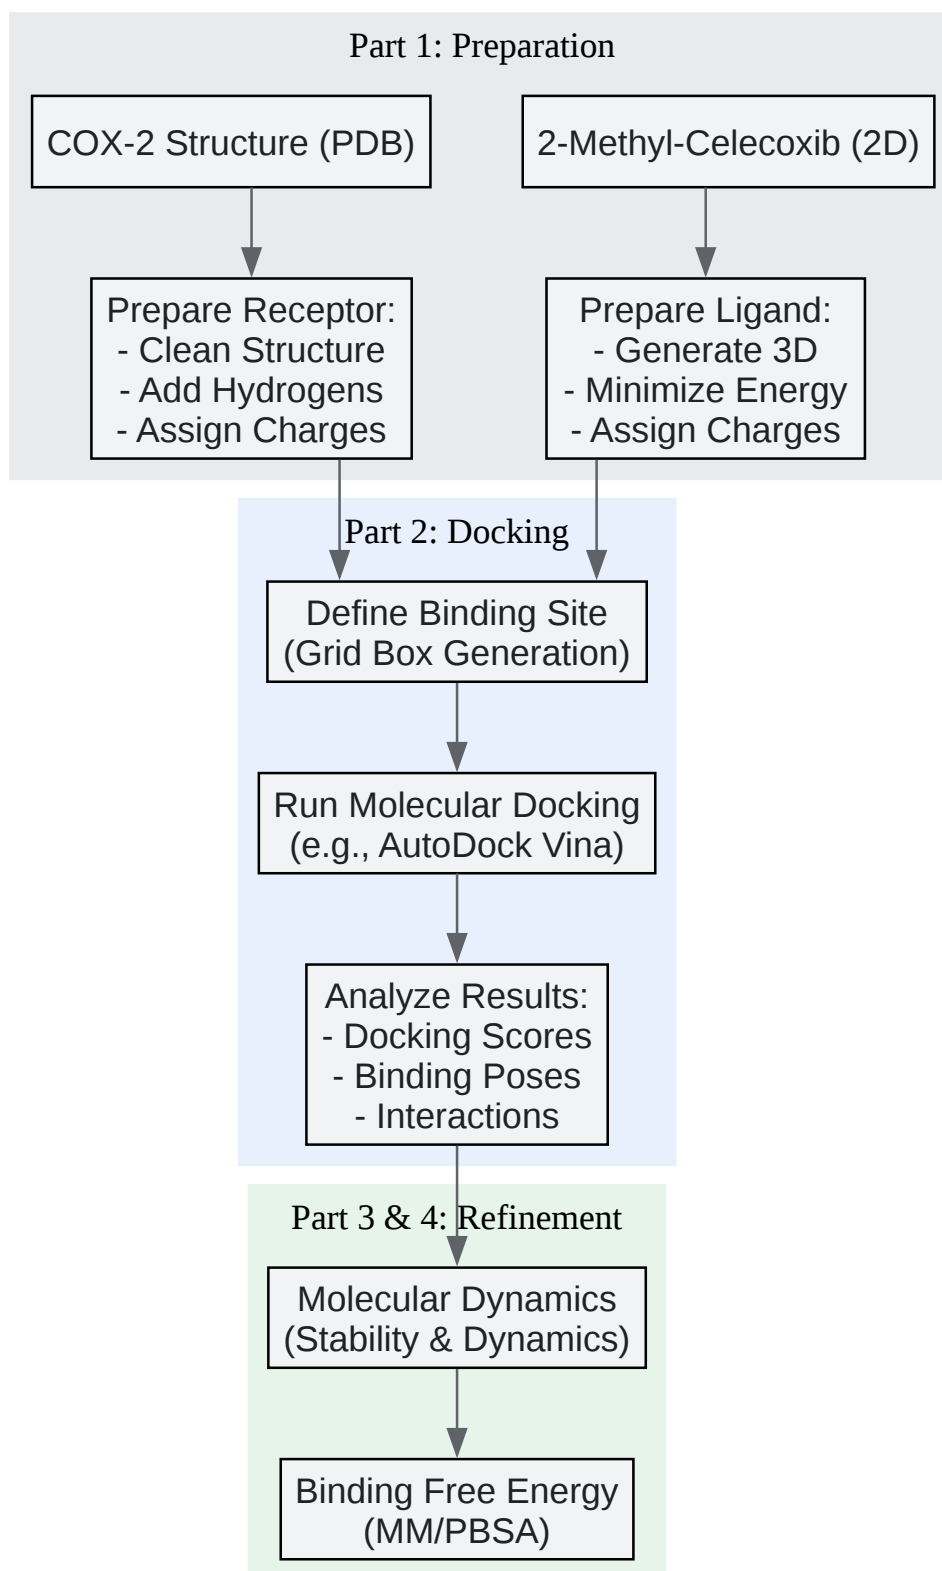 Part 1: Preparation
COX-2 Structure (PDB)
2-Methyl-Celecoxib (2D)
Prepare Receptor:
- Clean Structure
- Add Hydrogens
- Assign Charges
Prepare Ligand:
- Generate 3D
- Minimize Energy
- Assign Charges
Part 2: Docking
Define Binding Site
(Grid Box Generation)
Run Molecular Docking
(e.g., AutoDock Vina)
Analyze Results:
- Docking Scores
- Binding Poses
- Interactions
Part 3 & 4: Refinement
Molecular Dynamics
(Stability & Dynamics)
Binding Free Energy
(MM/PBSA)